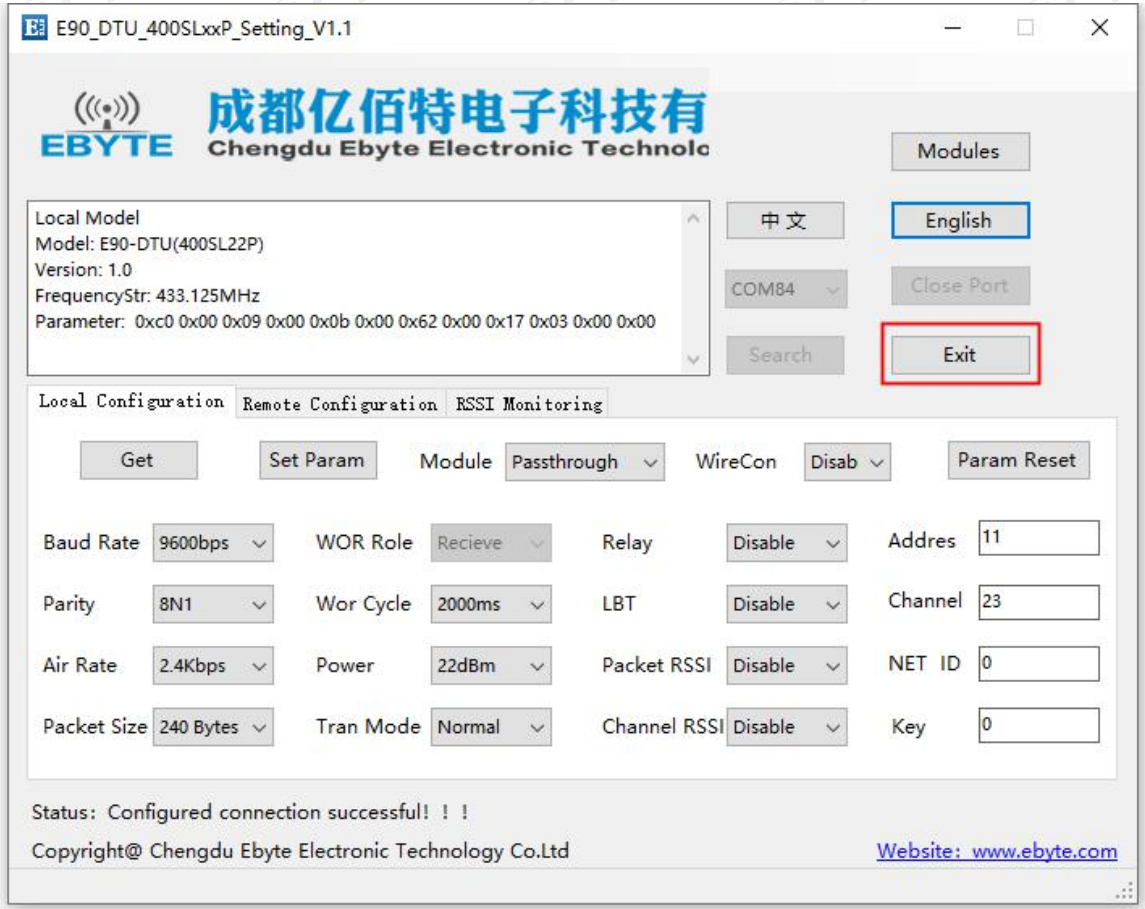 E90_DTU_400SLxxP_Setting_V1.1
EBYTE
成都亿佰特电子科技有
Chengdu Ebyte Electronic Technolo
Modules
Local Model
Model: E90-DTU(400SL22P)
Version: 1.0
FrequencyStr: 433.125MHz
Parameter: 0xc0 0x00 0x09 0x00 0x0b 0x00 0x62 0x00 0x17 0x03 0x00 0x00
中文 English
COM84 Close Port
Search Exit
Local Configuration Remote Configuration RSSI Monitoring
Get Set Param Module Passthrough WireCon Disab Param Reset
Baud Rate 9600bps WOR Role Recieve Relay Disable Addres 11
Parity 8N1 Wor Cycle 2000ms LBT Disable Channel 23
Air Rate 2.4Kbps Power 22dBm Packet RSSI Disable NET ID 0
Packet Size 240 Bytes Tran Mode Normal Channel RSSI Disable Key 0
Status: Configured connection successful! ! !
Copyright@ Chengdu Ebyte Electronic Technology Co.Ltd Website: www.ebyte.com